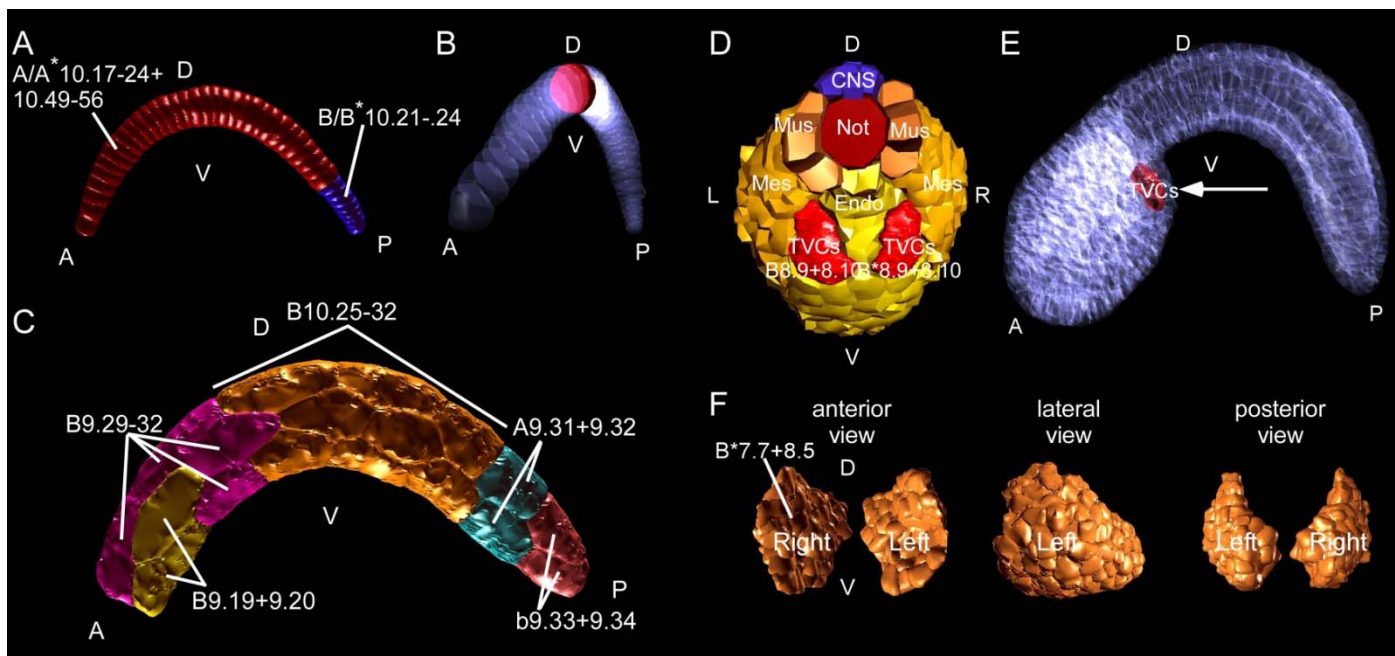 A
D
A/A*10.17-24+
10.49-56
B/B*10.21-.24
V
A
P
B
D
V
A
P
C
D
B10.25-32
B9.29-32
A9.31+9.32
V
B9.19+9.20
b9.33+9.34
A
P
D
D
CNS
Mus
Not
Mus
Mes
Mes
Endo
L
R
TVCs
TVCs
B8.9+8.10
B*8.9+8.10
V
E
D
V
TVCs
A
P
F
anterior
view
lateral
view
posterior
view
B*7.7+8.5
D
Right
Left
V
Left
Left
Right